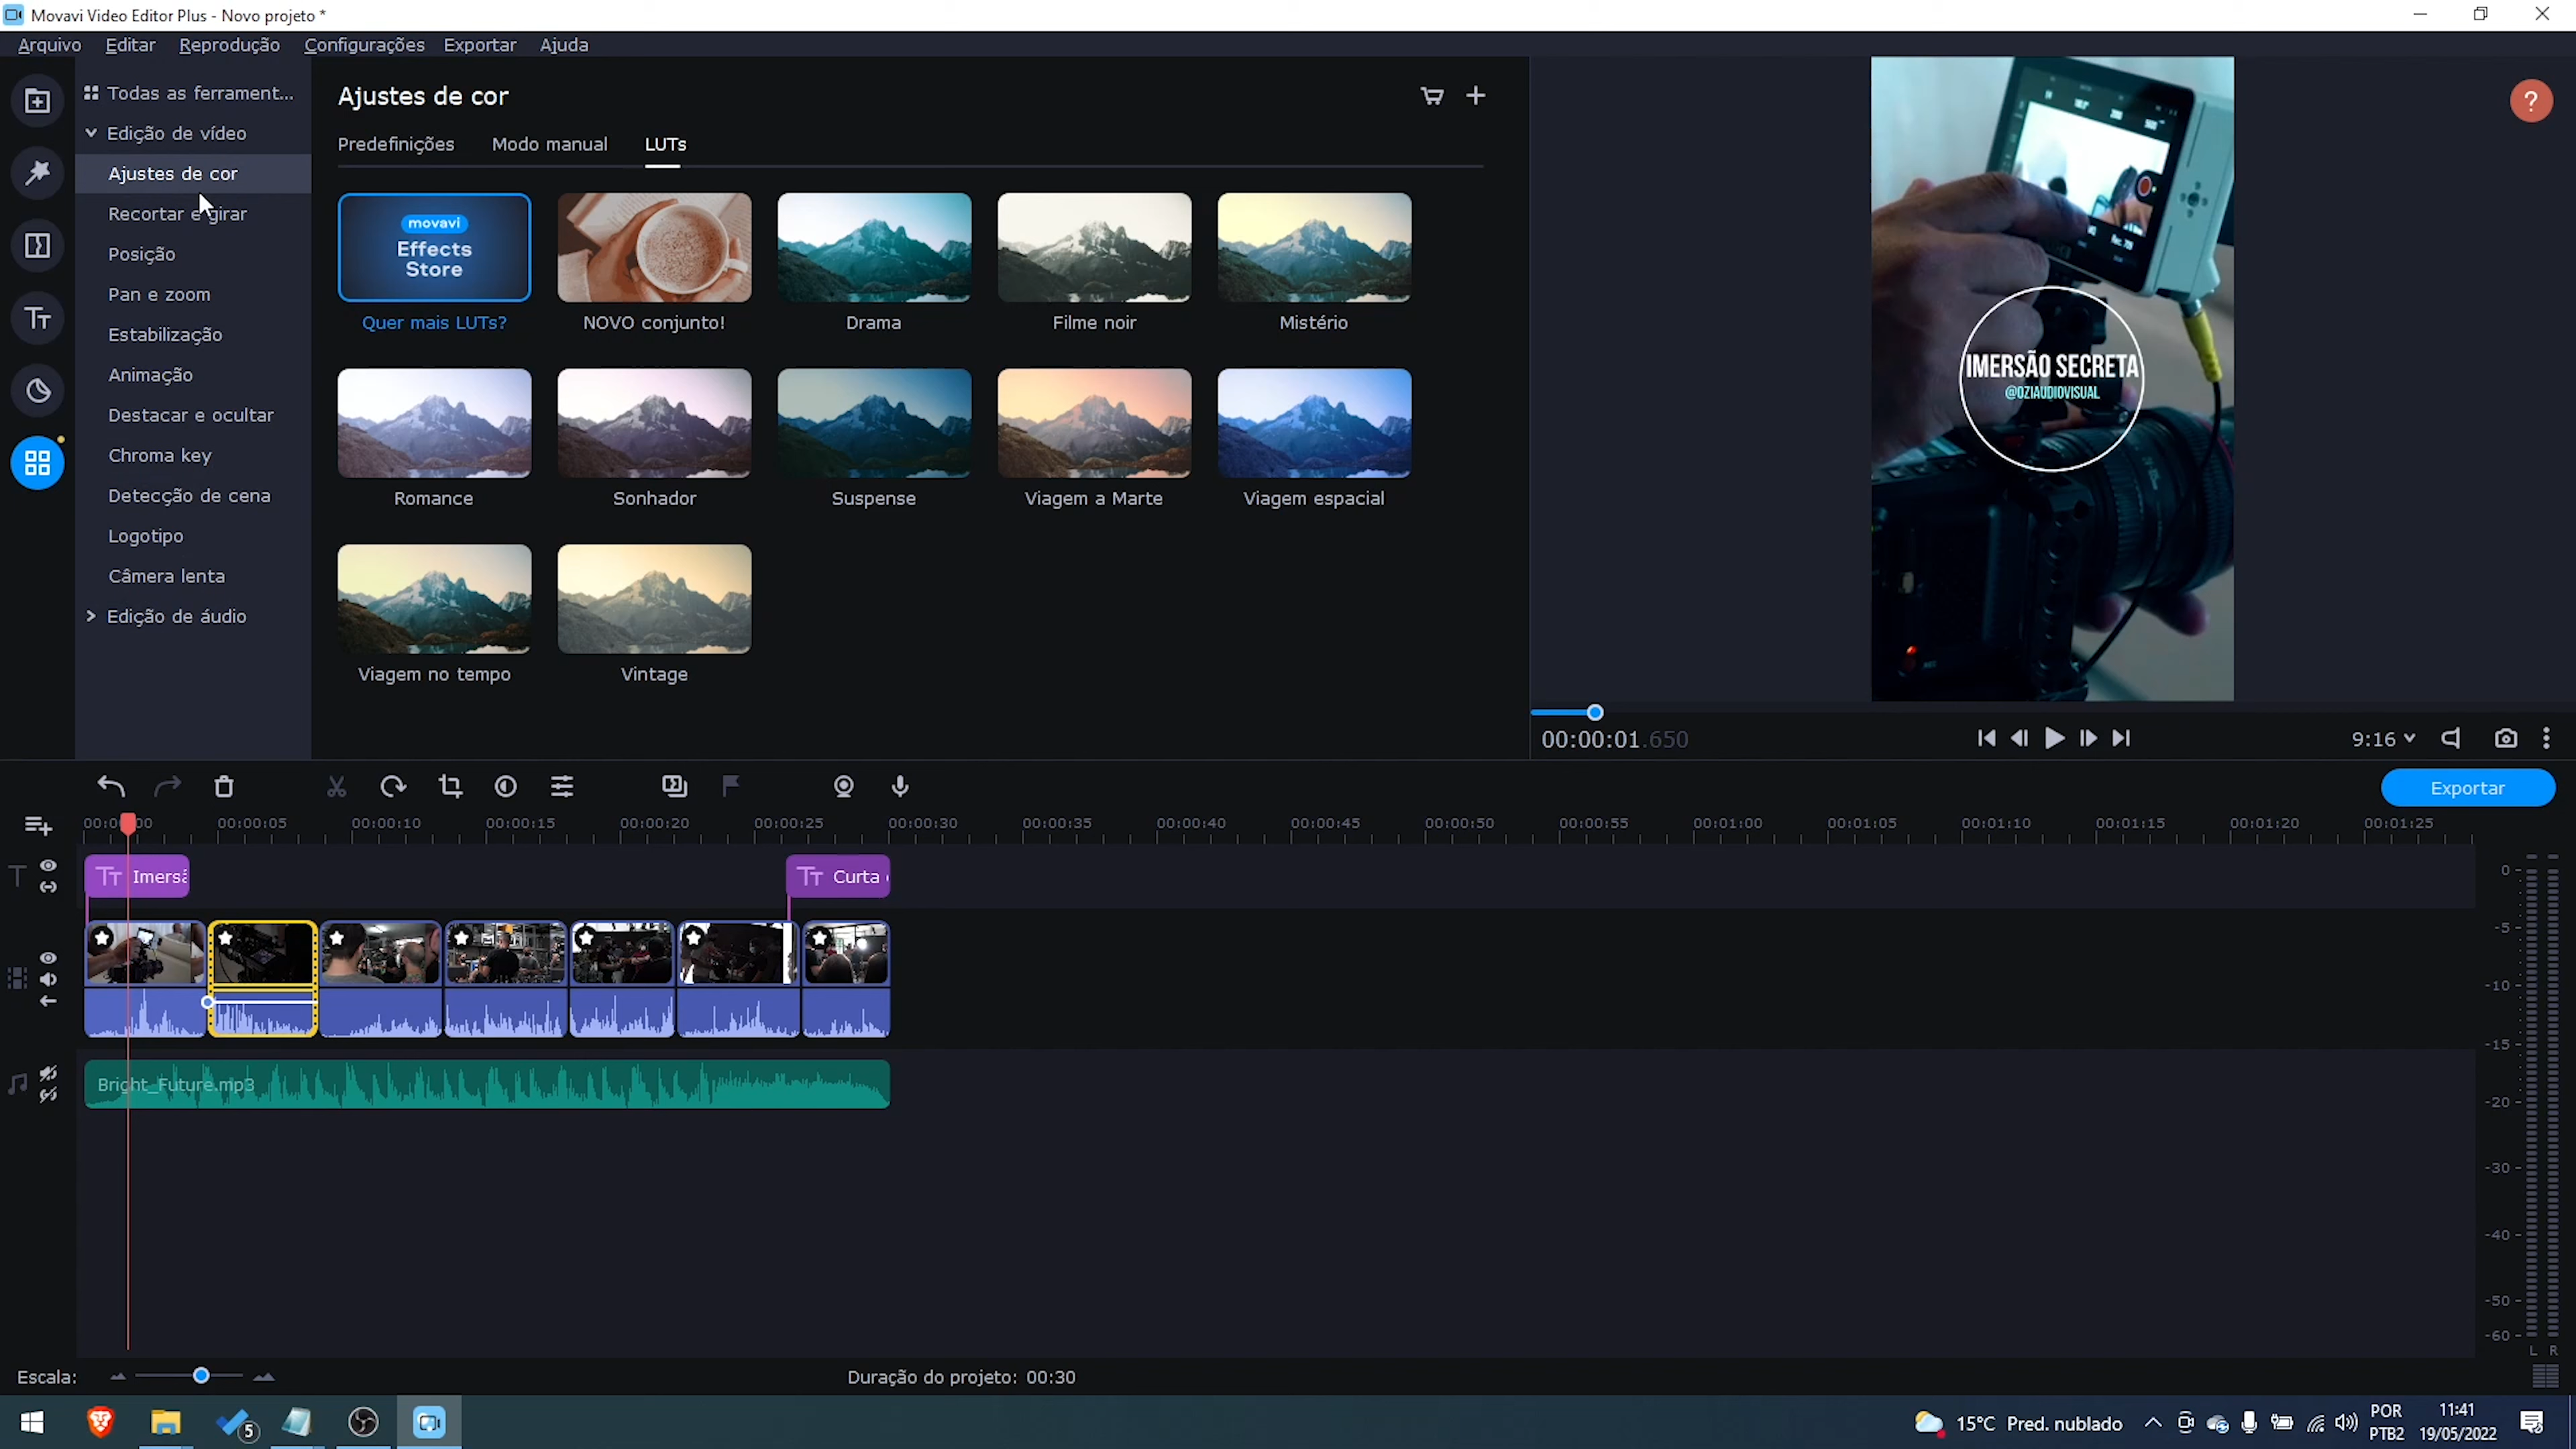 Movavi Video Editor Plus - Novo projeto *
Arquivo Editar Reprodução Configurações Exportar Ajuda
Todas as ferrament...
Edição de vídeo
Ajustes de cor
Recortar e girar
Posição
Pan e zoom
Estabilização
Animação
Destacar e ocultar
Chroma key
Detecção de cena
Logotipo
Câmera lenta
Edição de áudio
Ajustes de cor
Predefinições Modo manual LUTs
movavi
Effects
Store
Quer mais LUTs? NOVO conjunto! Drama Filme noir Mistério
Romance Sonhador Suspense Viagem a Marte Viagem espacial
Viagem no tempo Vintage
?
IMERSÃO SECRETA
@OZIAUDIOVISUAL
00:00:01.650
9:16
Exportar
00:00:05 00:00:10 00:00:15 00:00:20 00:00:25 00:00:30 00:00:35 00:00:40 00:00:45 00:00:50 00:00:55 00:01:00 00:01:05 00:01:10 00:01:15 00:01:20 00:01:25
Tт Imersã
Tт Curta
Bright_Future.mp3
0
-5
-10
-15
-20
-30
-40
-50
-60
L R
Escala:
Duração do projeto: 00:30
5
15°C Pred. nublado
POR
PTB2
11:41
19/05/2022